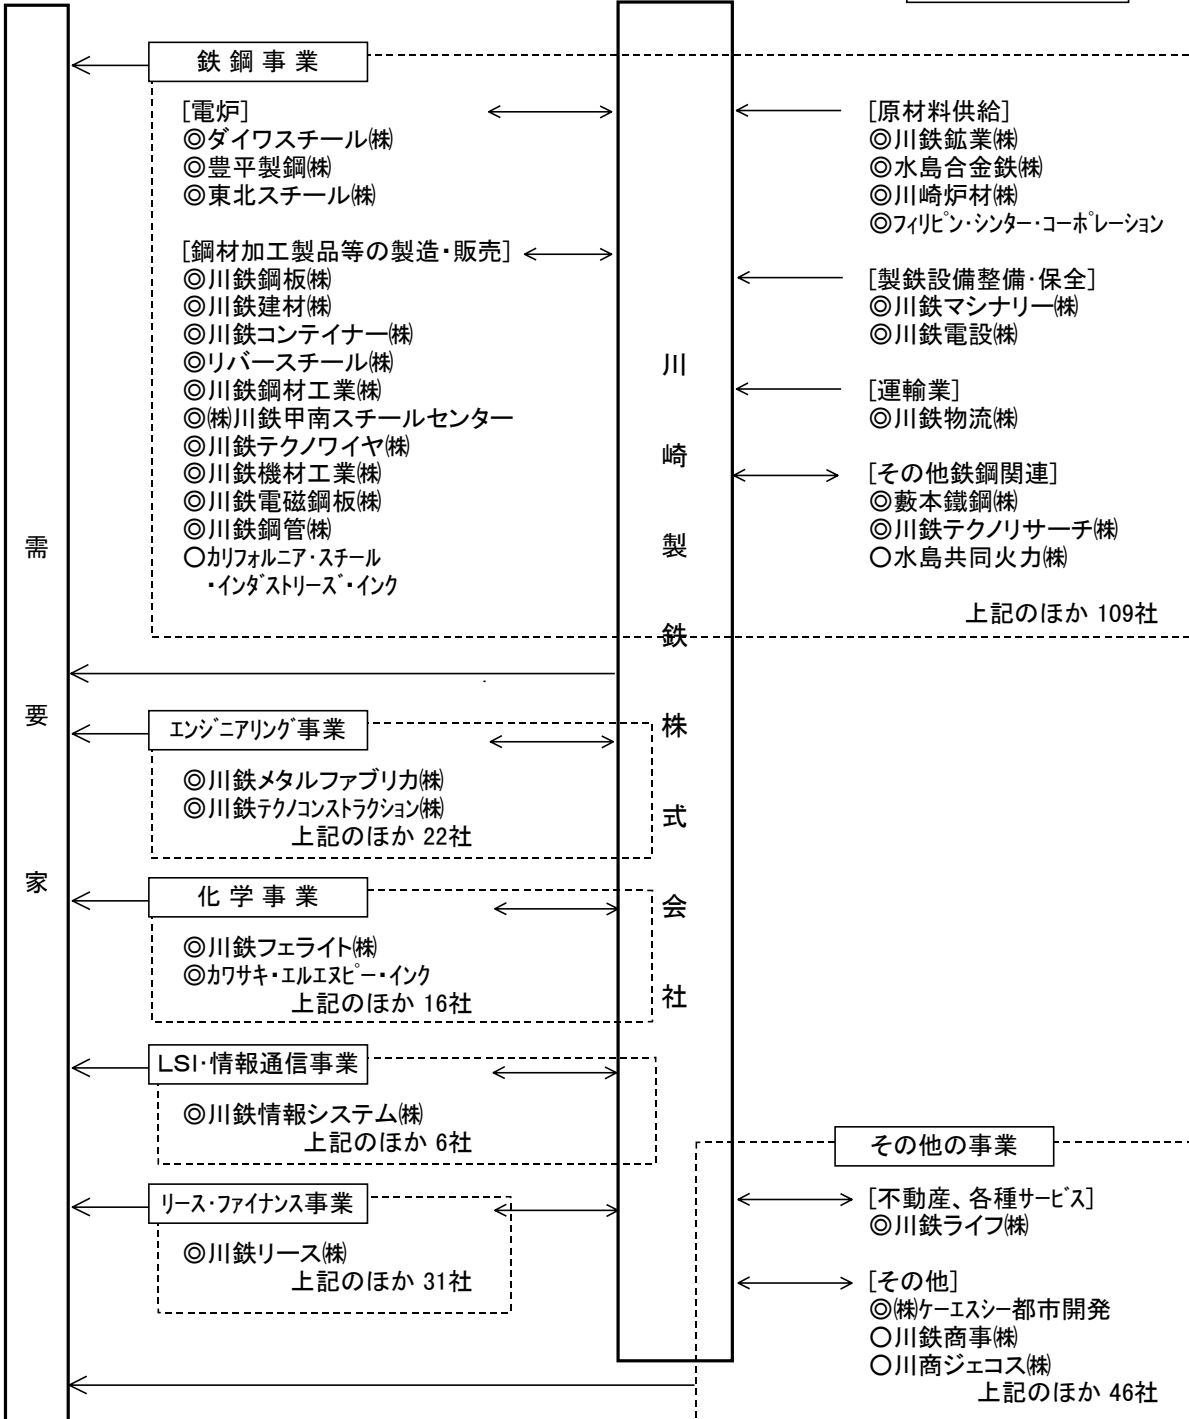 鉄鋼事業
[電炉]
◎ダイワスチール㈱
◎豊平製鋼㈱
◎東北スチール㈱
[鋼材加工製品等の製造・販売]
◎川鉄鋼板㈱
◎川鉄建材㈱
◎川鉄コンテイナー㈱
◎リバースチール㈱
◎川鉄鋼材工業㈱
◎㈱川鉄甲南スチールセンター
◎川鉄テクノワイヤ㈱
◎川鉄機材工業㈱
◎川鉄電磁鋼板㈱
◎川鉄鋼管㈱
○カリフォルニア・スチール
・インダストリーズ・インク
[原材料供給]
◎川鉄鉱業㈱
◎水島合金鉄㈱
◎川崎炉材㈱
◎フィリピン・シンター・コーポレーション
[製鉄設備整備・保全]
◎川鉄マシナリー㈱
◎川鉄電設㈱
[運輸業]
◎川鉄物流㈱
[その他鉄鋼関連]
◎藪本鐵鋼㈱
◎川鉄テクノリサーチ㈱
○水島共同火力㈱
上記のほか 109社
需要家
川崎製鉄株式会社
エンジニアリング事業
◎川鉄メタルファブリカ㈱
◎川鉄テクノコンストラクション㈱
上記のほか 22社
化学事業
◎川鉄フェライト㈱
◎カワサキ・エルエヌピー・インク
上記のほか 16社
LSI・情報通信事業
◎川鉄情報システム㈱
上記のほか 6社
リース・ファイナンス事業
◎川鉄リース㈱
上記のほか 31社
その他の事業
[不動産、各種サービス]
◎川鉄ライフ㈱
[その他]
◎㈱ケーエスシー都市開発
○川鉄商事㈱
○川商ジェコス㈱
上記のほか 46社